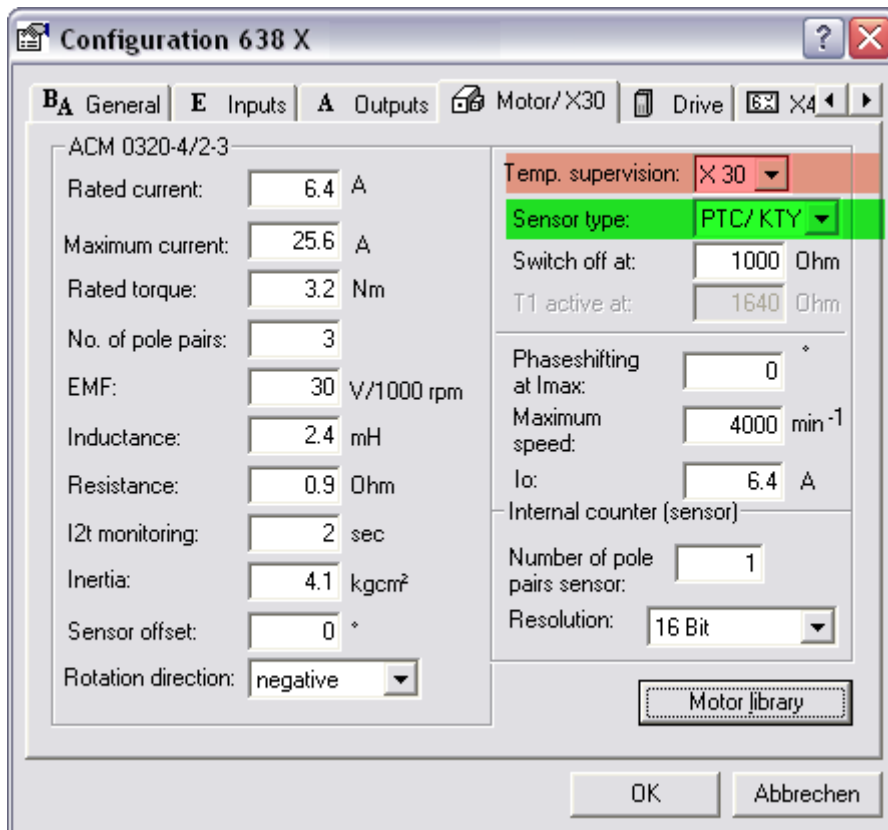 Configuration 638 X
BA General
E Inputs
A Outputs
Motor/X30
Drive
X4
ACM 0320-4/2-3
Rated current: 6.4 A
Maximum current: 25.6 A
Rated torque: 3.2 Nm
No. of pole pairs: 3
EMF: 30 V/1000 rpm
Inductance: 2.4 mH
Resistance: 0.9 Ohm
I2t monitoring: 2 sec
Inertia: 4.1 kgcm²
Sensor offset: 0 °
Rotation direction: negative
Temp. supervision: X 30
Sensor type: PTC/KTY
Switch off at: 1000 Ohm
T1 active at: 1640 Ohm
Phaseshifting
at Imax: 0 °
Maximum
speed: 4000 min-1
Io: 6.4 A
Internal counter (sensor)
Number of pole
pairs sensor: 1
Resolution: 16 Bit
Motor library
OK
Abbrechen